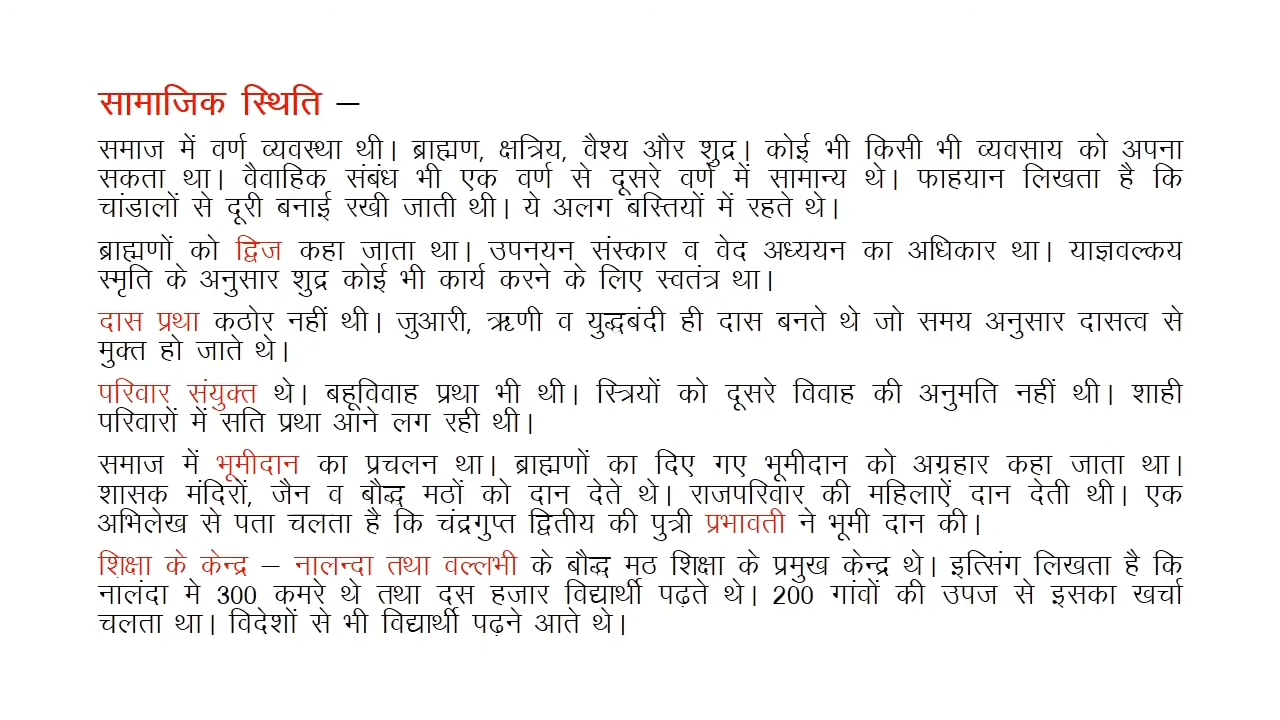 सामाजिक स्थिति –
समाज में वर्ण व्यवस्था थी। ब्राह्मण, क्षत्रिय, वैश्य और शुद्र। कोई भी किसी भी व्यवसाय को अपना
सकता था। वैवाहिक संबंध भी एक वर्ण से दूसरे वर्ण में सामान्य थे। फाहयान लिखता है कि
चांडालों से दूरी बनाई रखी जाती थी। ये अलग बस्तियों में रहते थे।
ब्राह्मणों को द्विज कहा जाता था। उपनयन संस्कार व वेद अध्ययन का अधिकार था। याज्ञवल्कय
स्मृति के अनुसार शुद्र कोई भी कार्य करने के लिए स्वतंत्र था।
दास प्रथा कठोर नहीं थी। जुआरी, ऋणी व युद्धबंदी ही दास बनते थे जो समय अनुसार दासत्व से
मुक्त हो जाते थे।
परिवार संयुक्त थे। बहूविवाह प्रथा भी थी। स्त्रियों को दूसरे विवाह की अनुमति नहीं थी। शाही
परिवारों में सति प्रथा आने लग रही थी।
समाज में भूमीदान का प्रचलन था। ब्राह्मणों का दिए गए भूमीदान को अग्रहार कहा जाता था।
शासक मंदिरों, जैन व बौद्ध मठों को दान देते थे। राजपरिवार की महिलाऐं दान देती थी। एक
अभिलेख से पता चलता है कि चंद्रगुप्त द्वितीय की पुत्री प्रभावती ने भूमी दान की।
शिक्षा के केन्द्र – नालन्दा तथा वल्लभी के बौद्ध मठ शिक्षा के प्रमुख केन्द्र थे। इत्सिंग लिखता है कि
नालंदा मे 300 कमरे थे तथा दस हजार विद्यार्थी पढ़ते थे। 200 गांवों की उपज से इसका खर्चा
चलता था। विदेशों से भी विद्यार्थी पढ़ने आते थे।